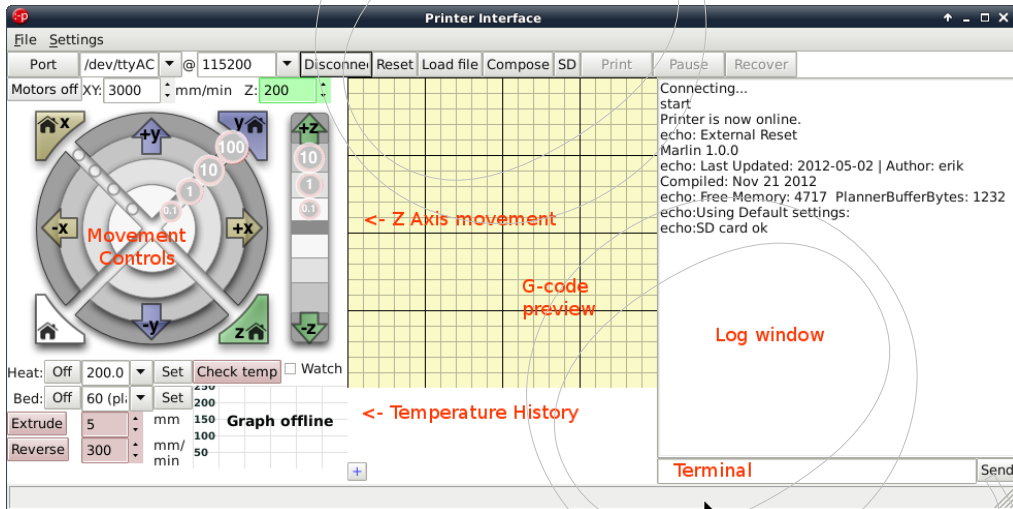 -p
Printer Interface
File Settings
Port /dev/ttyAC @ 115200 Disconnec Reset Load file Compose SD Print Pause Recover
Motors off XY: 3000 mm/min Z: 200
Connecting...
start
Printer is now online.
echo: External Reset
Marlin 1.0.0
echo: Last Updated: 2012-05-02 | Author: erik
Compiled: Nov 21 2012
echo: Free Memory: 4717 PlannerBufferBytes: 1232
echo:Using Default settings:
echo:SD card ok
x +y y +z
100
10 10
1 1
0.1 0.1
<- Z Axis movement
-x +x
Movement
Controls
G-code
preview
Log window
-y z -z
Heat: Off 200.0 Set Check temp Watch
Bed: Off 60 (pla Set
250
200
150
100
50
Graph offline
<- Temperature History
Extrude 5 mm
Reverse 300 mm/
min
+
Terminal
Send